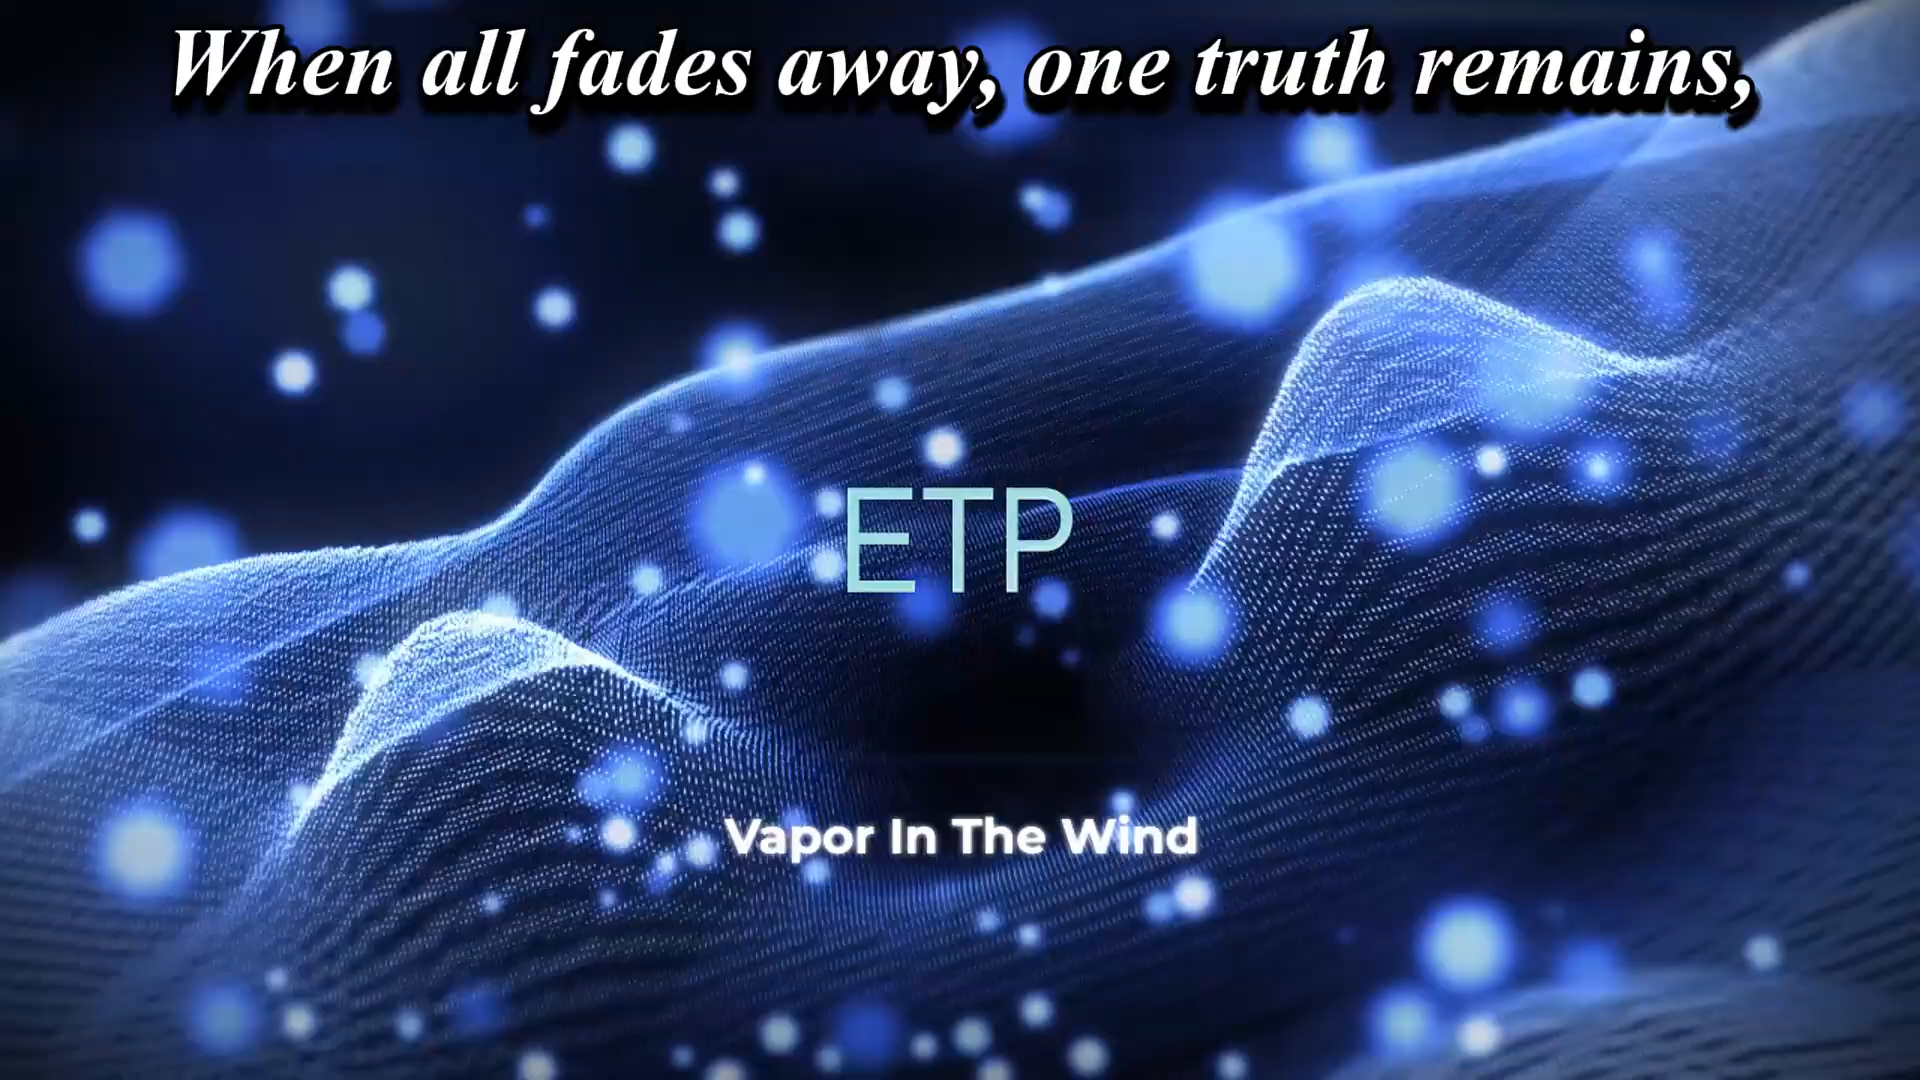 When all fades away, one truth remains,
ETP
Vapor In The Wind